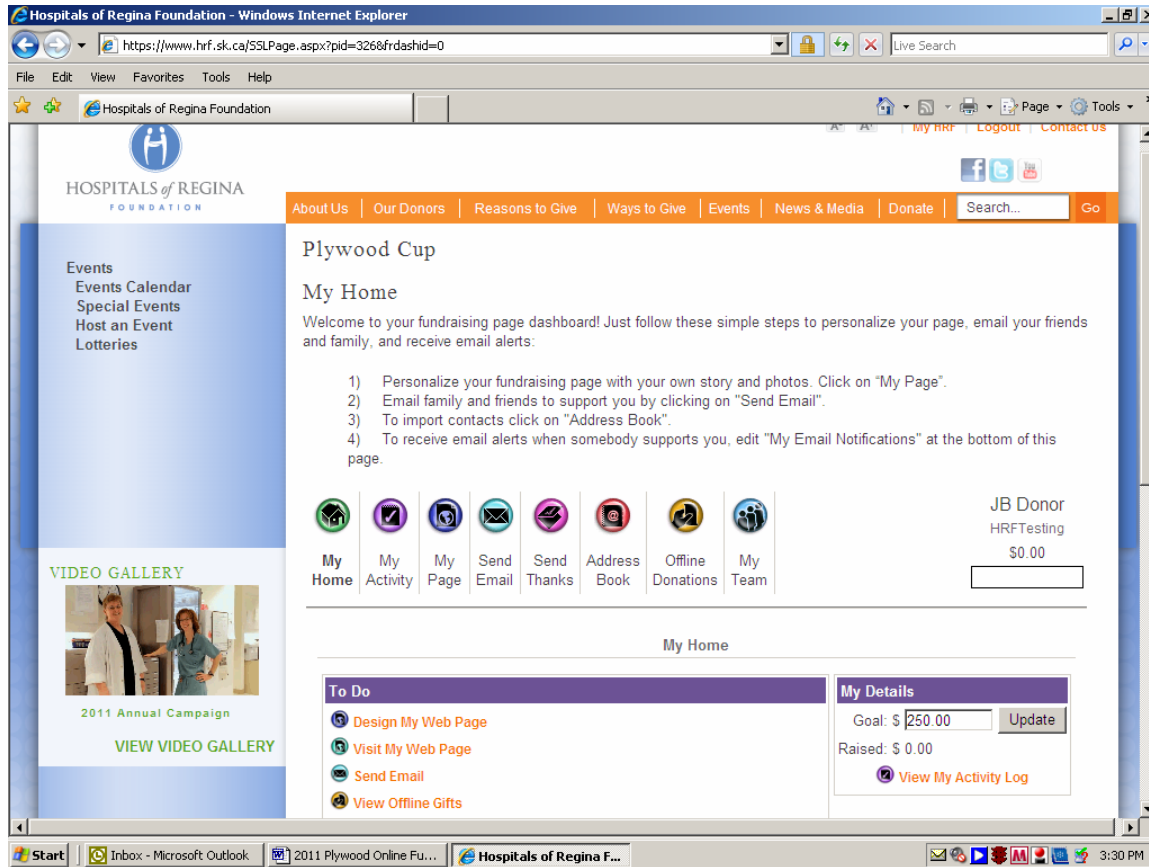 Hospitals of Regina Foundation - Windows Internet Explorer
https://www.hrf.sk.ca/SSLPage.aspx?pid=326&frdashid=0
Live Search
File Edit View Favorites Tools Help
Hospitals of Regina Foundation
Page Tools
A+ A- My HRF Logout Contact Us
HOSPITALS of REGINA
FOUNDATION
About Us Our Donors Reasons to Give Ways to Give Events News & Media Donate Search... Go
Events
Events Calendar
Special Events
Host an Event
Lotteries
VIDEO GALLERY
2011 Annual Campaign
VIEW VIDEO GALLERY
Plywood Cup
My Home
Welcome to your fundraising page dashboard! Just follow these simple steps to personalize your page, email your friends
and family, and receive email alerts:
1) Personalize your fundraising page with your own story and photos. Click on "My Page".
2) Email family and friends to support you by clicking on "Send Email".
3) To import contacts click on "Address Book".
4) To receive email alerts when somebody supports you, edit "My Email Notifications" at the bottom of this
page.
My Home
My Activity
My Page
Send Email
Send Thanks
Address Book
Offline Donations
My Team
JB Donor
HRFTesting
$0.00
My Home
To Do
Design My Web Page
Visit My Web Page
Send Email
View Offline Gifts
My Details
Goal: $ 250.00 Update
Raised: $ 0.00
View My Activity Log
Start Inbox - Microsoft Outlook 2011 Plywood Online Fu... Hospitals of Regina F... 3:30 PM